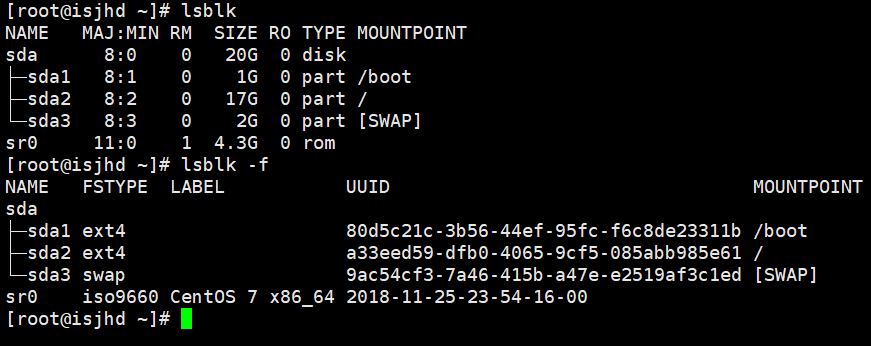 [root@isjhd ~]# lsblk
NAME   MAJ:MIN RM  SIZE RO TYPE MOUNTPOINT
sda      8:0    0   20G  0 disk
├─sda1   8:1    0    1G  0 part /boot
├─sda2   8:2    0   17G  0 part /
└─sda3   8:3    0    2G  0 part [SWAP]
sr0     11:0    1  4.3G  0 rom
[root@isjhd ~]# lsblk -f
NAME   FSTYPE  LABEL           UUID                                 MOUNTPOINT
sda
├─sda1 ext4                    80d5c21c-3b56-44ef-95fc-f6c8de23311b /boot
├─sda2 ext4                    a33eed59-dfb0-4065-9cf5-085abb985e61 /
└─sda3 swap                    9ac54cf3-7a46-415b-a47e-e2519af3c1ed [SWAP]
sr0    iso9660 CentOS 7 x86_64 2018-11-25-23-54-16-00
[root@isjhd ~]#